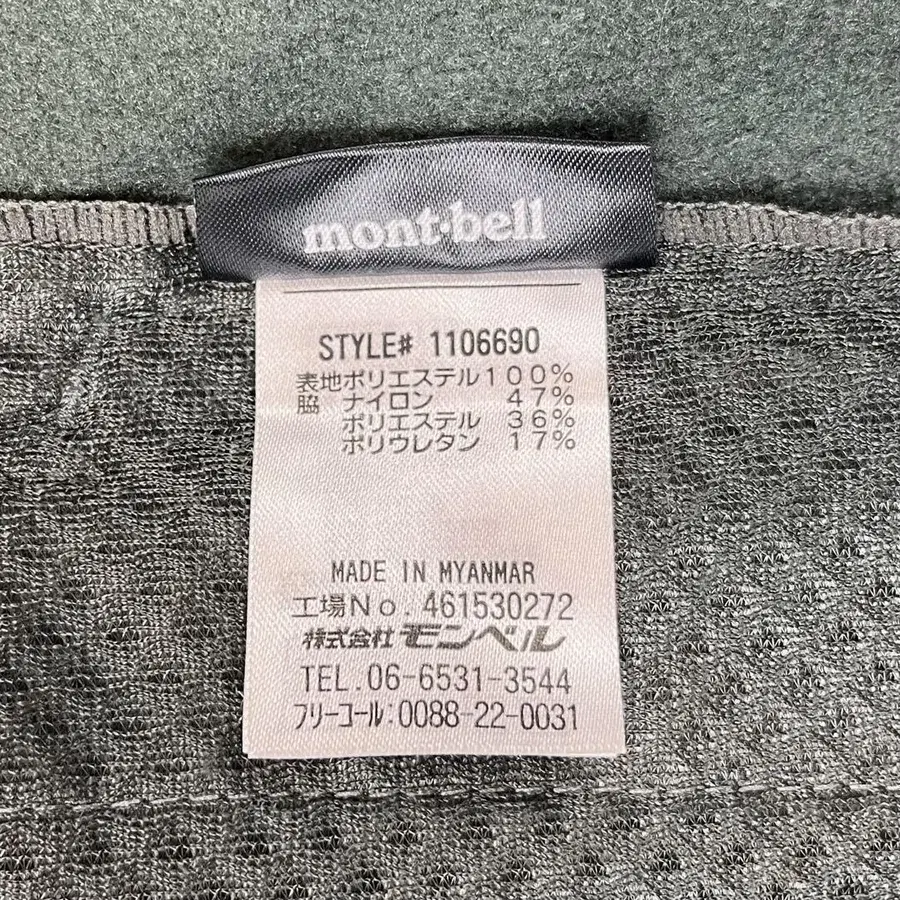 mont·bell
STYLE# 1106690
表地ポリエステル100%
脇 ナイロン 47%
ポリエステル 36%
ポリウレタン 17%
MADE IN MYANMAR
工場No. 461530272
株式会社 モンベル
TEL.06-6531-3544
フリーコール:0088-22-0031